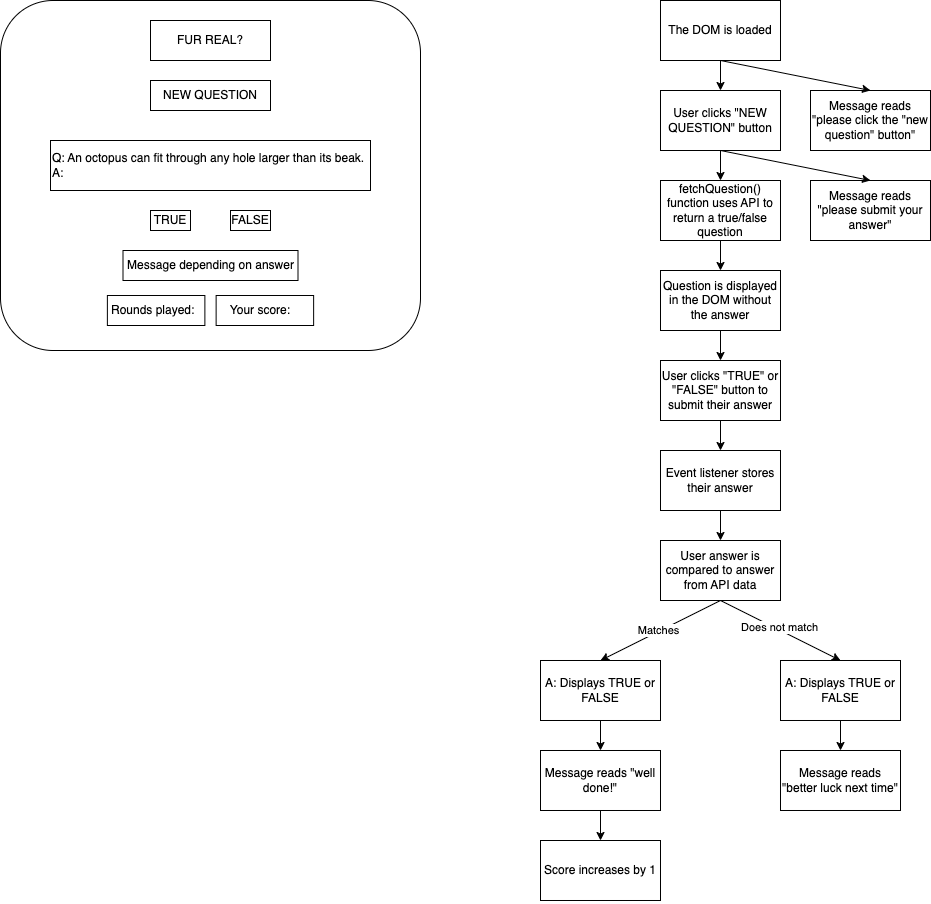 FUR REAL?
NEW QUESTION
Q: An octopus can fit through any hole larger than its beak.
A:
TRUE
FALSE
Message depending on answer
Rounds played:
Your score:
The DOM is loaded
User clicks "NEW
QUESTION" button
Message reads
"please click the "new
question" button"
fetchQuestion()
function uses API to
return a true/false
question
Message reads
"please submit your
answer"
Question is displayed
in the DOM without
the answer
User clicks "TRUE" or
"FALSE" button to
submit their answer
Event listener stores
their answer
User answer is
compared to answer
from API data
Matches
Does not match
A: Displays TRUE or
FALSE
A: Displays TRUE or
FALSE
Message reads "well
done!"
Message reads
"better luck next time"
Score increases by 1